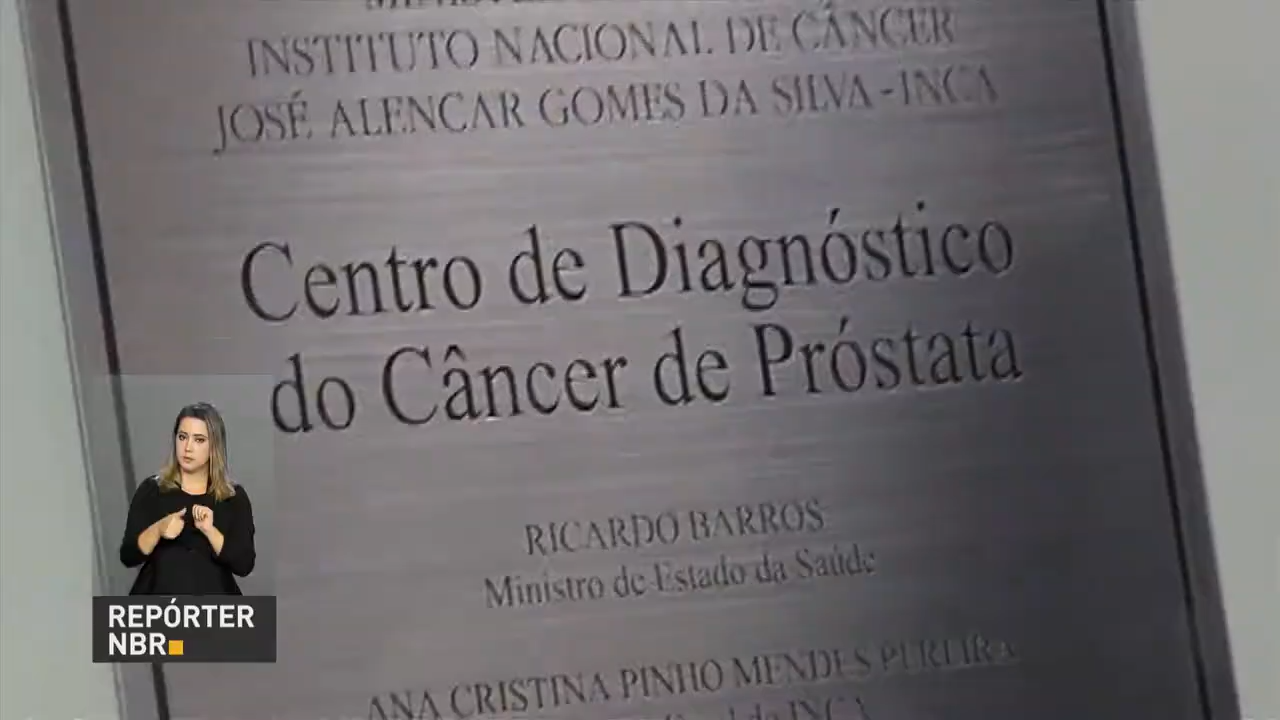 INSTITUTO NACIONAL DE CÂNCER
JOSÉ ALENCAR GOMES DA SILVA - INCA
Centro de Diagnóstico
do Câncer de Próstata
RICARDO BARROS
Ministro de Estado da Saúde
ANA CRISTINA PINHO MENDES PEREIRA
INCA
REPÓRTER
NBR